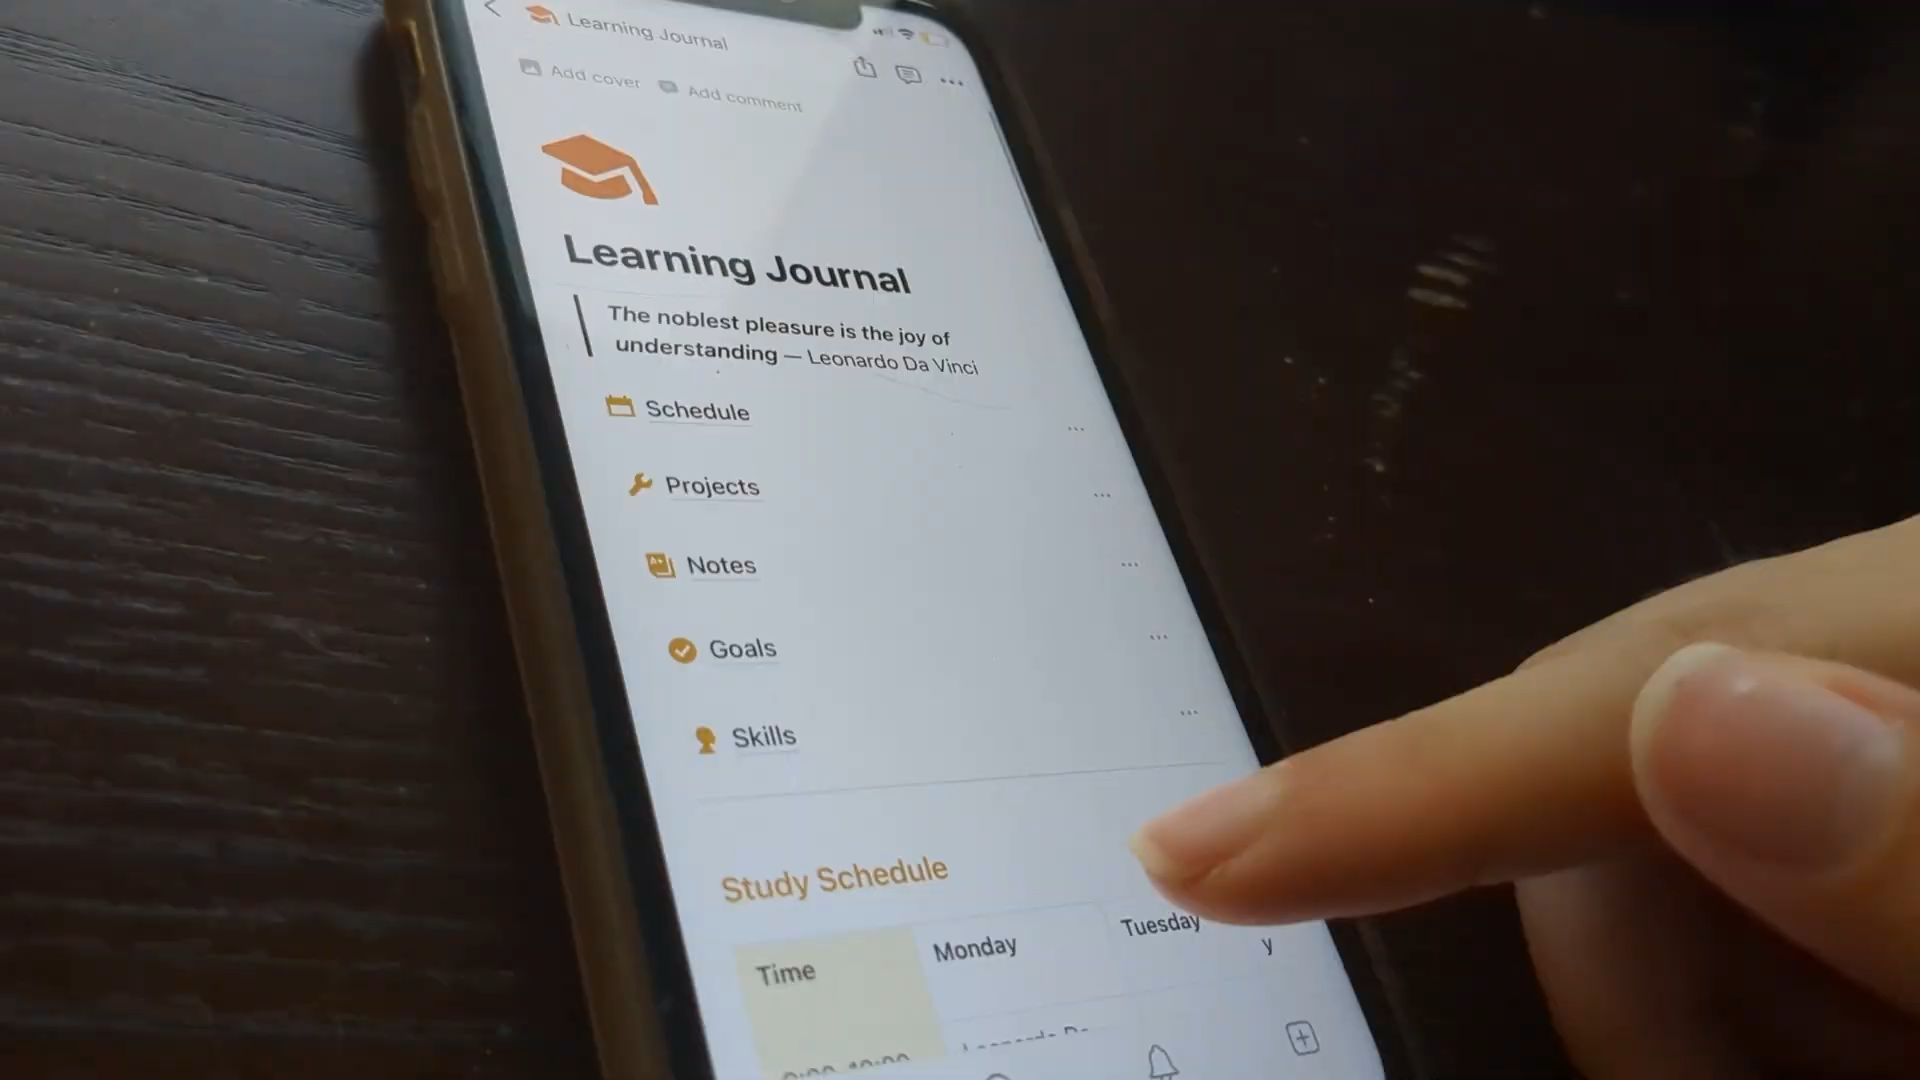 Learning Journal
Add cover Add comment
Learning Journal
The noblest pleasure is the joy of
understanding — Leonardo Da Vinci
Schedule
Projects
Notes
Goals
Skills
Study Schedule
Time Monday Tuesday
y